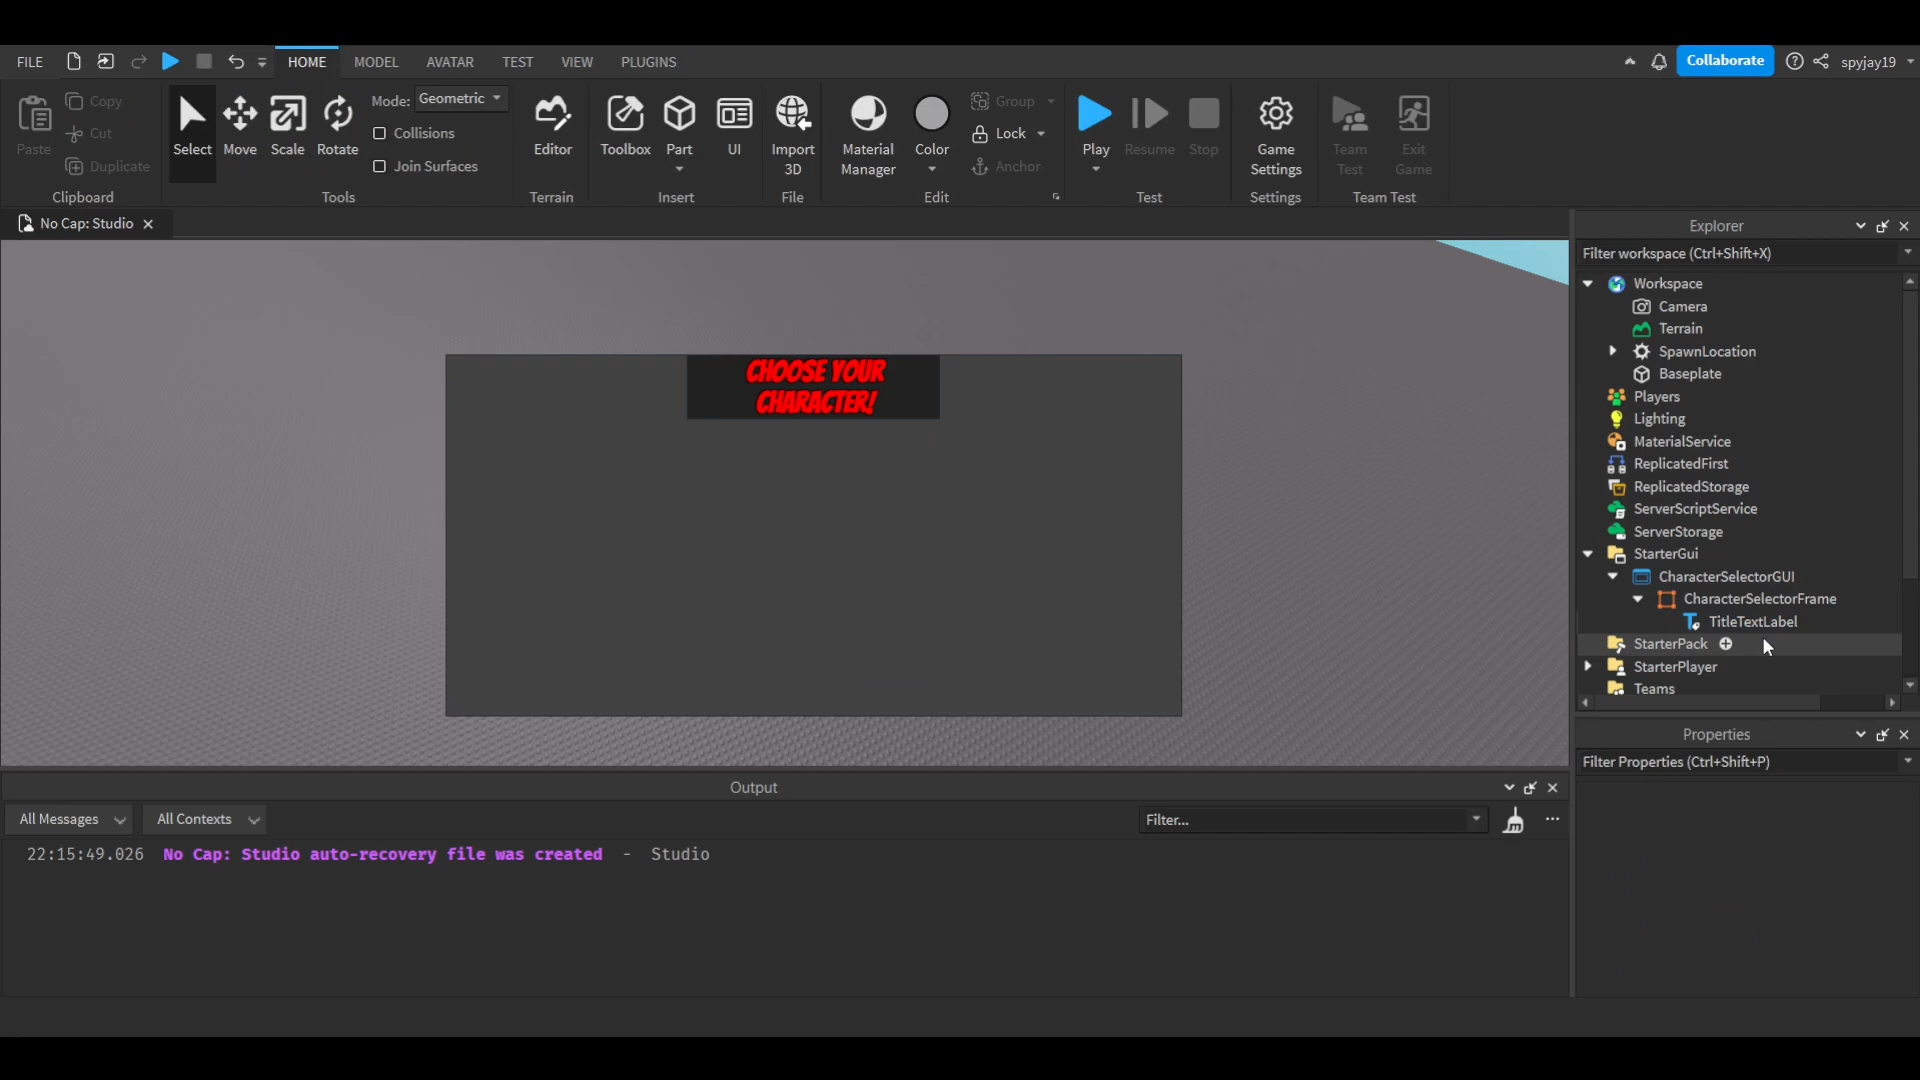 FILE
HOME
MODEL
AVATAR
TEST
VIEW
PLUGINS
Collaborate
spyjay19
Paste
Copy
Cut
Duplicate
Clipboard
Select
Move
Scale
Rotate
Mode: Geometric
Collisions
Join Surfaces
Tools
Editor
Terrain
Toolbox
Part
UI
Insert
Import
3D
File
Material
Manager
Color
Group
Lock
Anchor
Edit
Play
Resume
Stop
Test
Game
Settings
Settings
Team
Test
Exit
Game
Team Test
No Cap: Studio
CHOOSE YOUR
CHARACTER!
Explorer
Filter workspace (Ctrl+Shift+X)
Workspace
Camera
Terrain
SpawnLocation
Baseplate
Players
Lighting
MaterialService
ReplicatedFirst
ReplicatedStorage
ServerScriptService
ServerStorage
StarterGui
CharacterSelectorGUI
CharacterSelectorFrame
TitleTextLabel
StarterPack
StarterPlayer
Teams
Properties
Filter Properties (Ctrl+Shift+P)
Output
All Messages
All Contexts
Filter...
22:15:49.026 No Cap: Studio auto-recovery file was created - Studio